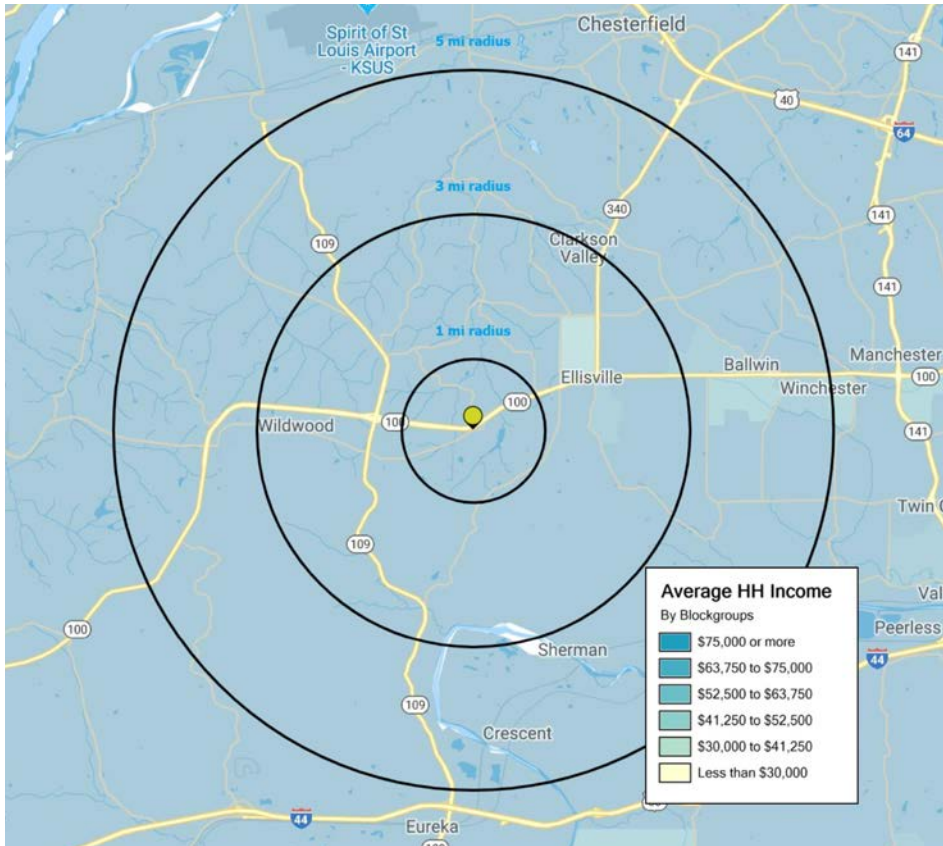 Chesterfield
Spirit of St
Louis Airport
- KSUS
5 mi radius
141
40
64
3 mi radius
340
141
109
Clarkson
Valley
141
1 mi radius
Manchester
Ballwin
100
Ellisville
Winchester
100
Wildwood
100
141
Twin
109
Average HH Income
By Blockgroups
$75,000 or more
$63,750 to $75,000
$52,500 to $63,750
$41,250 to $52,500
$30,000 to $41,250
Less than $30,000
Val
Peerless
44
100
Sherman
109
Crescent
44
Eureka